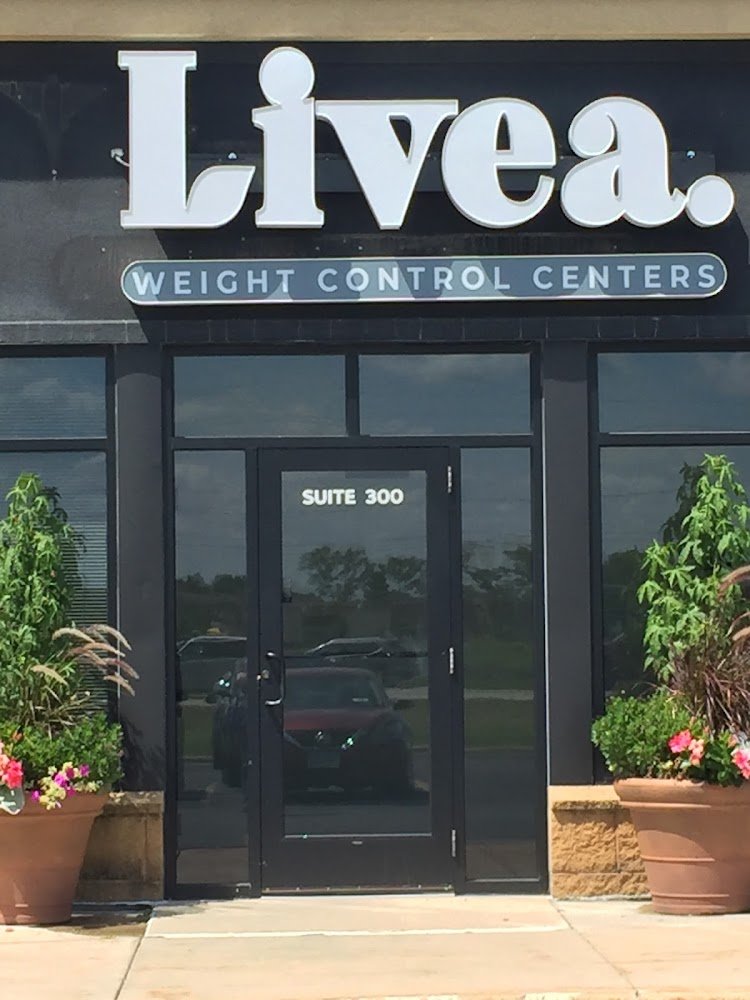 Livea.
WEIGHT CONTROL CENTERS
SUITE 300